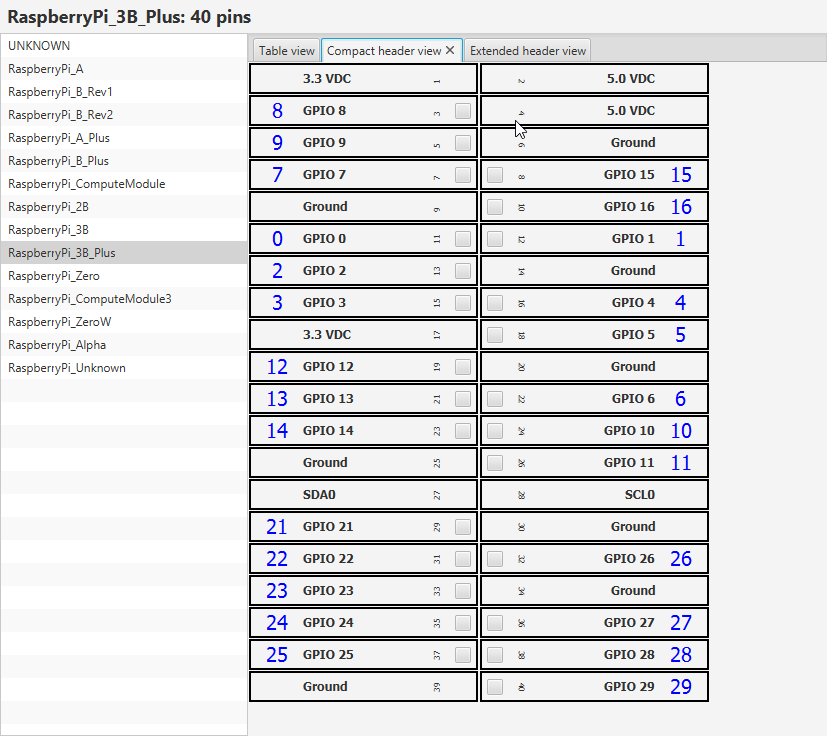 RaspberryPi_3B_Plus: 40 pins
UNKNOWN
RaspberryPi_A
RaspberryPi_B_Rev1
RaspberryPi_B_Rev2
RaspberryPi_A_Plus
RaspberryPi_B_Plus
RaspberryPi_ComputeModule
RaspberryPi_2B
RaspberryPi_3B
RaspberryPi_3B_Plus
RaspberryPi_Zero
RaspberryPi_ComputeModule3
RaspberryPi_ZeroW
RaspberryPi_Alpha
RaspberryPi_Unknown
Table view Compact header view Extended header view
3.3 VDC 1 2 5.0 VDC
8 GPIO 8 3 4 5.0 VDC
9 GPIO 9 5 6 Ground
7 GPIO 7 7 8 GPIO 15 15
Ground 9 10 GPIO 16 16
0 GPIO 0 11 12 GPIO 1 1
2 GPIO 2 13 14 Ground
3 GPIO 3 15 16 GPIO 4 4
3.3 VDC 17 18 GPIO 5 5
12 GPIO 12 19 20 Ground
13 GPIO 13 21 22 GPIO 6 6
14 GPIO 14 23 24 GPIO 10 10
Ground 25 26 GPIO 11 11
SDA0 27 28 SCL0
21 GPIO 21 29 30 Ground
22 GPIO 22 31 32 GPIO 26 26
23 GPIO 23 33 34 Ground
24 GPIO 24 35 36 GPIO 27 27
25 GPIO 25 37 38 GPIO 28 28
Ground 39 40 GPIO 29 29